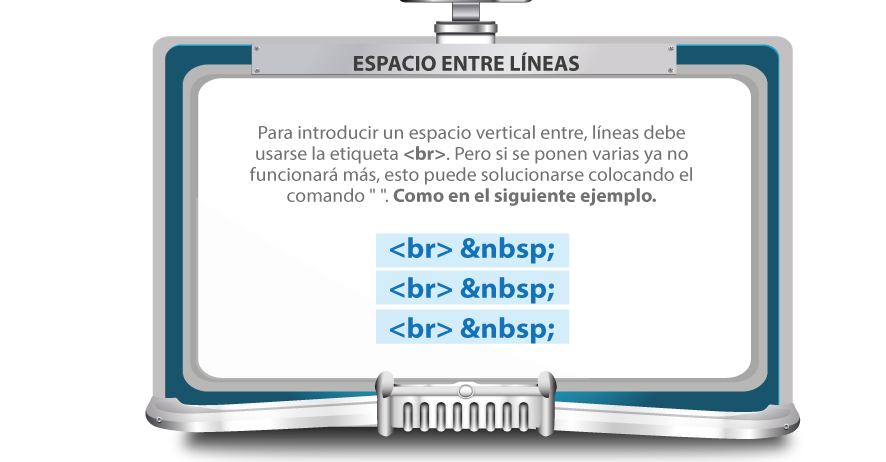 ESPACIO ENTRE LÍNEAS
Para introducir un espacio vertical entre, líneas debe
usarse la etiqueta <br>. Pero si se ponen varias ya no
funcionará más, esto puede solucionarse colocando el
comando " ". Como en el siguiente ejemplo.
<br> &nbsp;
<br> &nbsp;
<br> &nbsp;